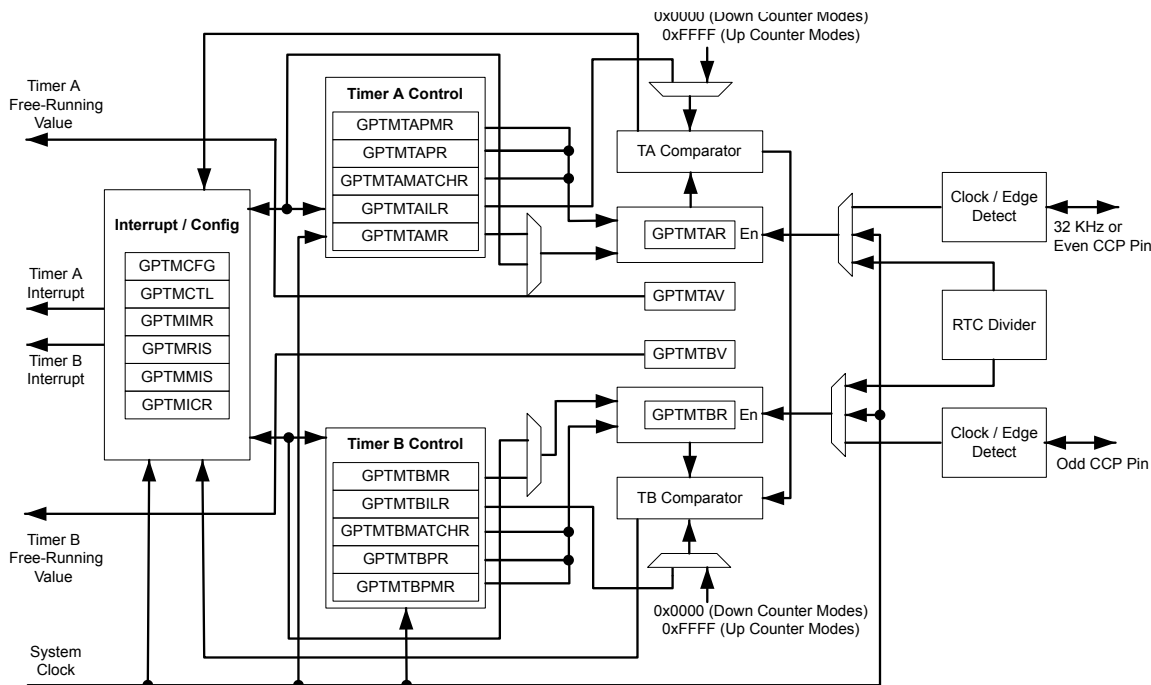 0x0000 (Down Counter Modes)
0xFFFF (Up Counter Modes)
Timer A
Free-Running
Value
Timer A Control
GPTMTAPMR
GPTMTAPR
GPTMTAMATCHR
GPTMTAILR
GPTMTAMR
TA Comparator
GPTMTAR
En
Clock / Edge
Detect
32 KHz or
Even CCP Pin
Interrupt / Config
GPTMCFG
GPTMCTL
GPTMIMR
GPTMRIS
GPTMMIS
GPTMICR
Timer A
Interrupt
Timer B
Interrupt
GPTMTAV
GPTMTBV
RTC Divider
GPTMTBR
En
Clock / Edge
Detect
Odd CCP Pin
Timer B Control
GPTMTBMR
GPTMTBILR
GPTMTBMATCHR
GPTMTBPR
GPTMTBPMR
TB Comparator
Timer B
Free-Running
Value
0x0000 (Down Counter Modes)
0xFFFF (Up Counter Modes)
System
Clock